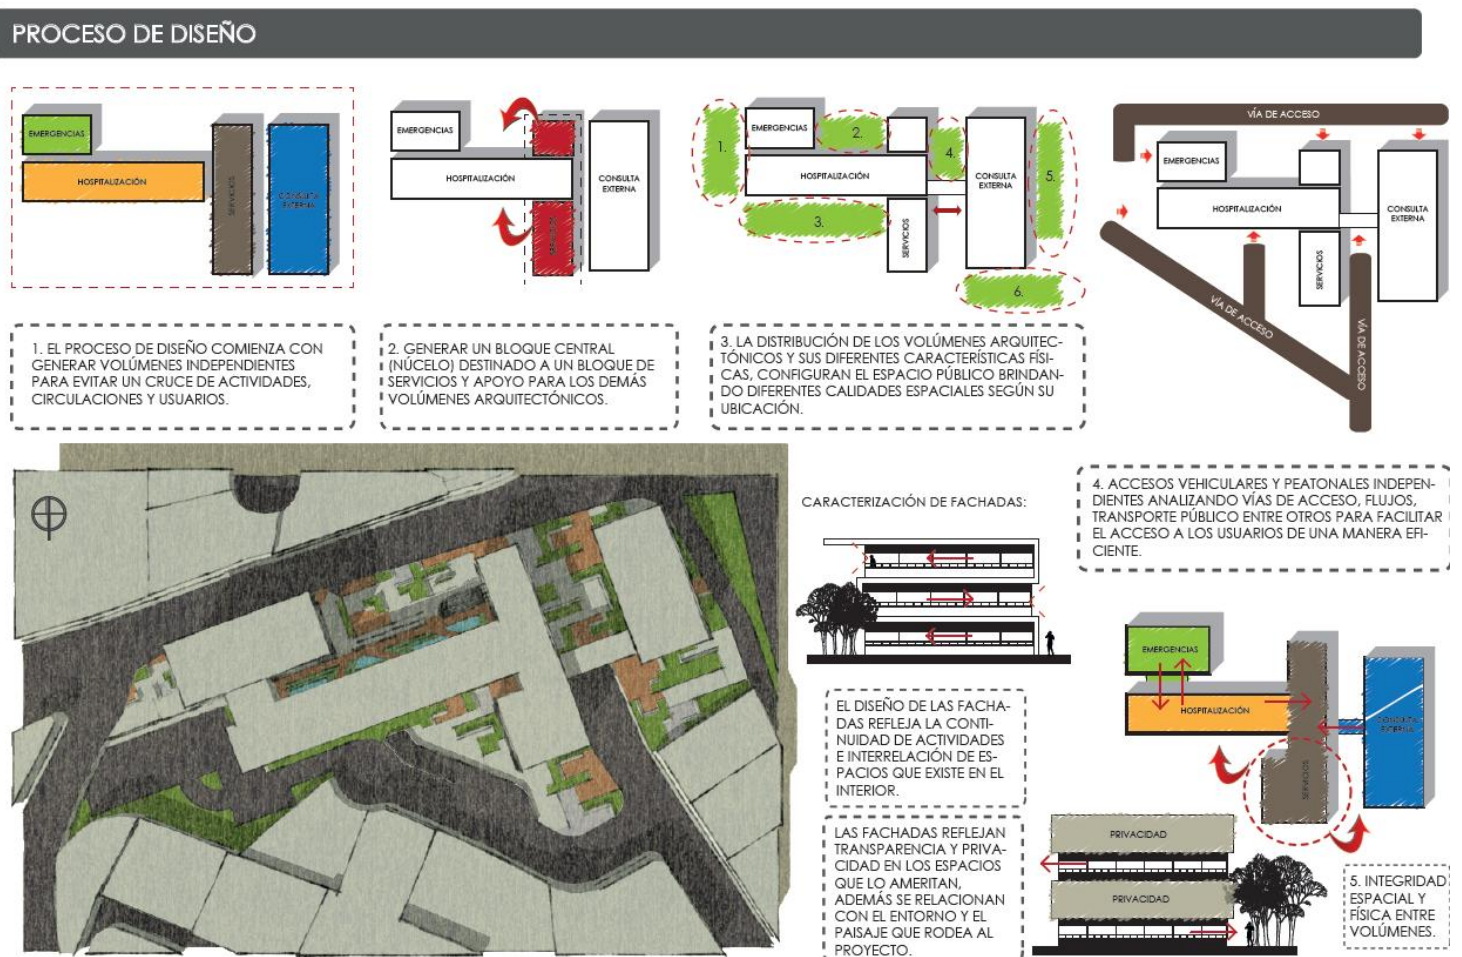 PROCESO DE DISEÑO
EMERGENCIAS
HOSPITALIZACIÓN
SERVICIOS
CONSULTA
EXTERNA
EMERGENCIAS
HOSPITALIZACIÓN
SERVICIOS
CONSULTA
EXTERNA
1.
EMERGENCIAS
2.
HOSPITALIZACIÓN
3.
4.
SERVICIOS
CONSULTA
EXTERNA
5.
6.
VÍA DE ACCESO
EMERGENCIAS
HOSPITALIZACIÓN
SERVICIOS
CONSULTA
EXTERNA
VÍA DE ACCESO
VÍA DE ACCESO
1. EL PROCESO DE DISEÑO COMIENZA CON
GENERAR VOLÚMENES INDEPENDIENTES
PARA EVITAR UN CRUCE DE ACTIVIDADES,
CIRCULACIONES Y USUARIOS.
2. GENERAR UN BLOQUE CENTRAL
(NÚCELO) DESTINADO A UN BLOQUE DE
SERVICIOS Y APOYO PARA LOS DEMÁS
VOLÚMENES ARQUITECTÓNICOS.
3. LA DISTRIBUCIÓN DE LOS VOLÚMENES ARQUITEC-
TÓNICOS Y SUS DIFERENTES CARACTERÍSTICAS FÍSI-
CAS, CONFIGURAN EL ESPACIO PÚBLICO BRINDAN-
DO DIFERENTES CALIDADES ESPACIALES SEGÚN SU
UBICACIÓN.
4. ACCESOS VEHICULARES Y PEATONALES INDEPEN-
DIENTES ANALIZANDO VÍAS DE ACCESO, FLUJOS,
TRANSPORTE PÚBLICO ENTRE OTROS PARA FACILITAR
EL ACCESO A LOS USUARIOS DE UNA MANERA EFI-
CIENTE.
CARACTERIZACIÓN DE FACHADAS:
EL DISEÑO DE LAS FACHA-
DAS REFLEJA LA CONTI-
NUIDAD DE ACTIVIDADES
E INTERRELACIÓN DE ES-
PACIOS QUE EXISTE EN EL
INTERIOR.
LAS FACHADAS REFLEJAN
TRANSPARENCIA Y PRIVA-
CIDAD EN LOS ESPACIOS
QUE LO AMERITAN,
ADEMÁS SE RELACIONAN
CON EL ENTORNO Y EL
PAISAJE QUE RODEA AL
PROYECTO.
EMERGENCIAS
HOSPITALIZACIÓN
SERVICIOS
CONSULTA
EXTERNA
PRIVACIDAD
PRIVACIDAD
5. INTEGRIDAD
ESPACIAL Y
FÍSICA ENTRE
VOLÚMENES.